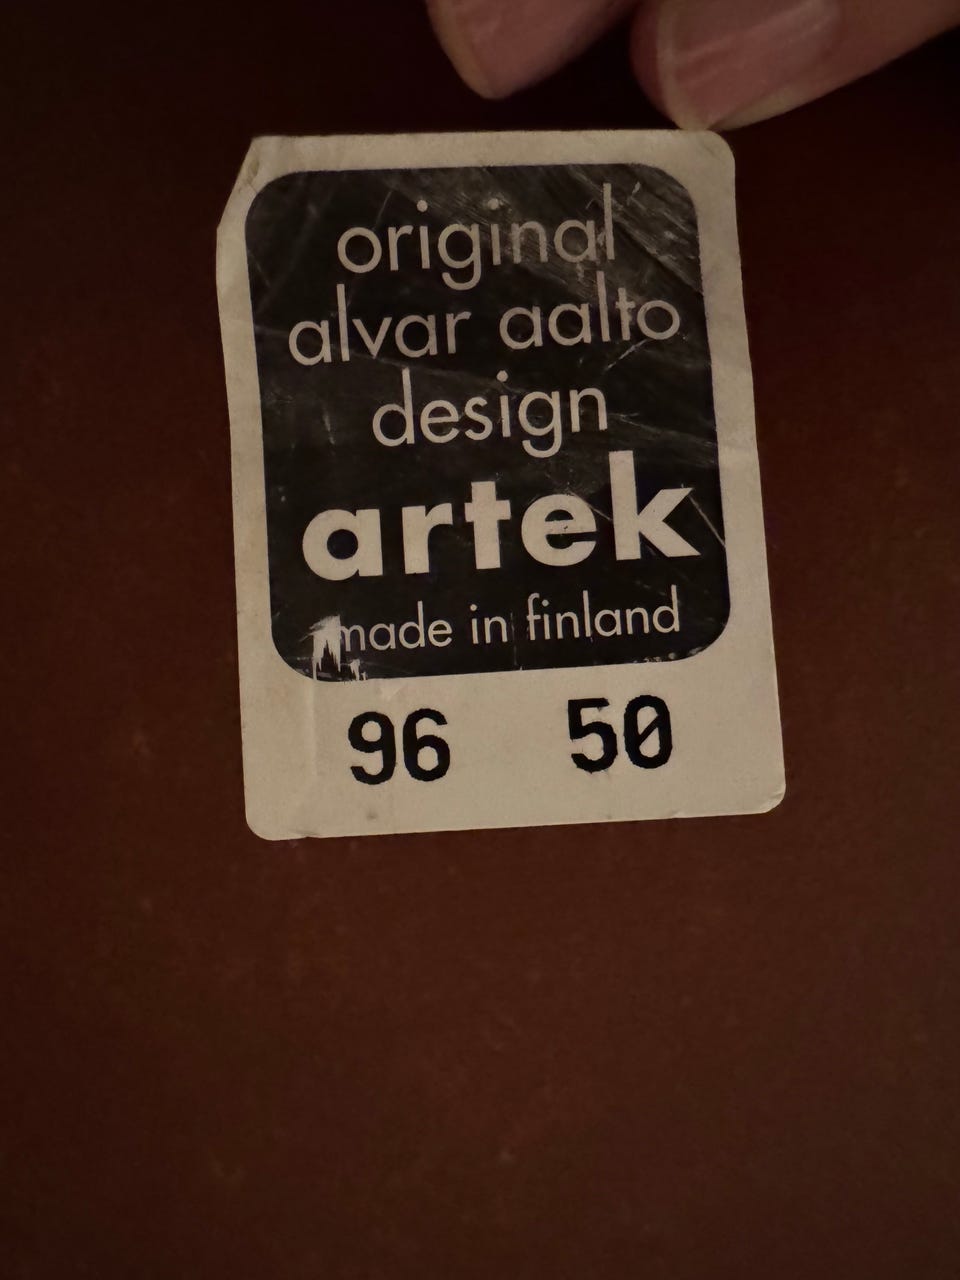 original
alvar aalto
design
artek
made in finland
96 50